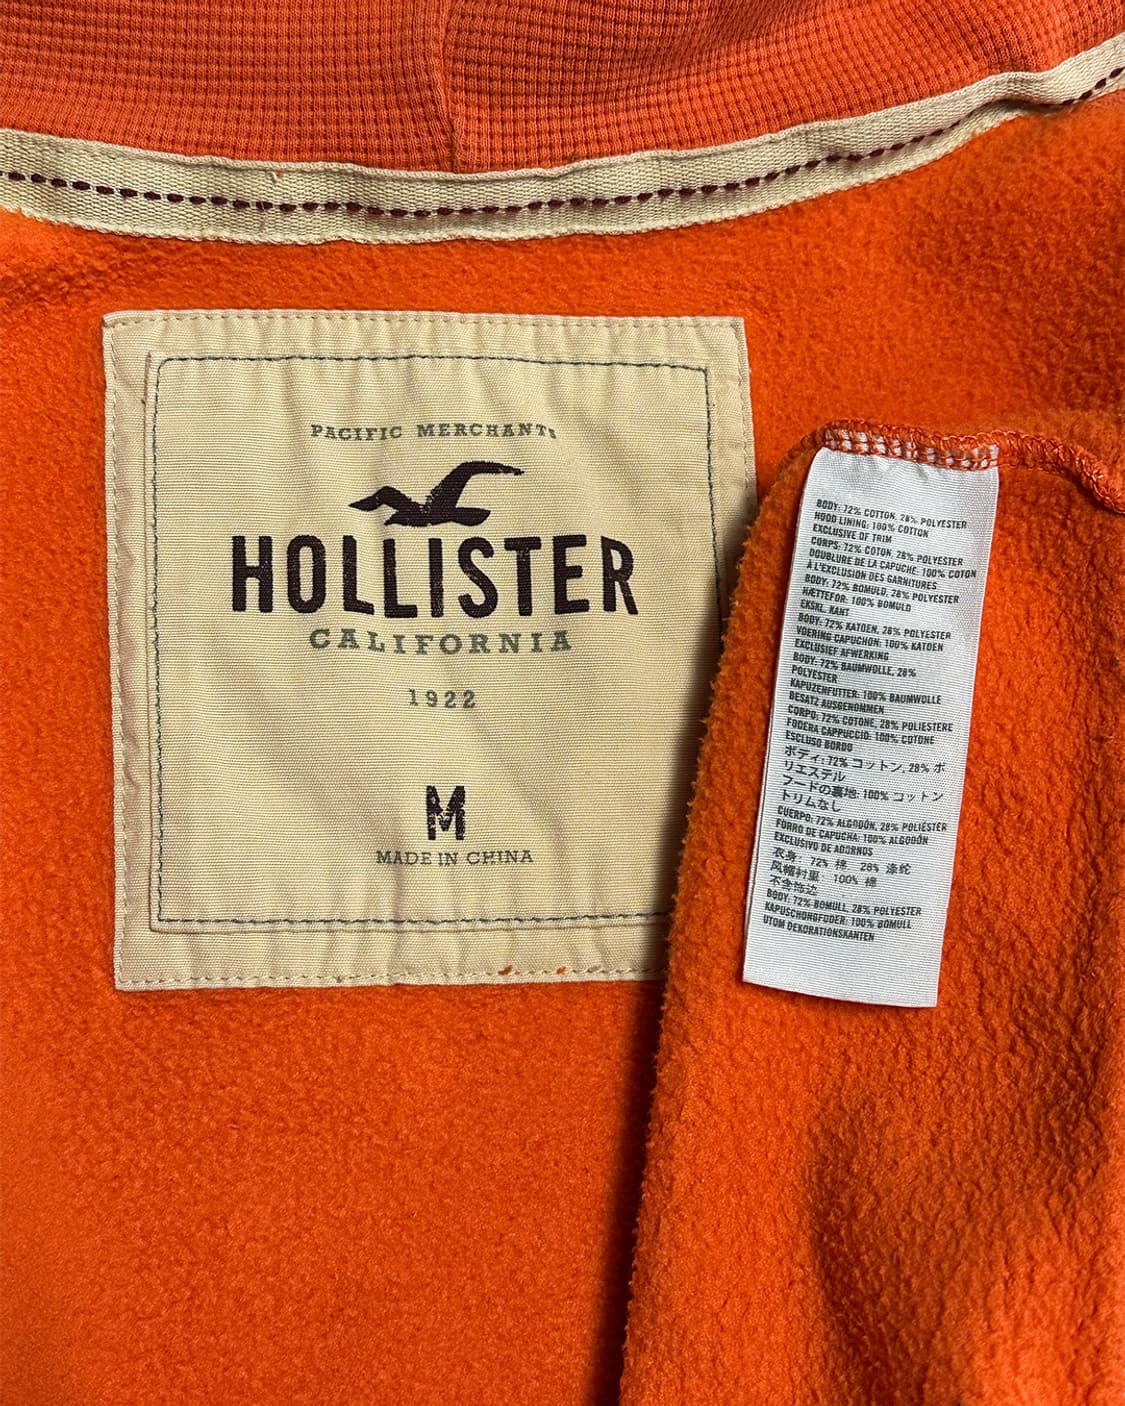 PACIFIC MERCHANTS
HOLLISTER
CALIFORNIA
1922
M
MADE IN CHINA
BODY: 72% COTTON, 28% POLYESTER
HOOD LINING: 100% COTTON
EXCLUSIVE OF TRIM
CORPS: 72% COTON, 28% POLYESTER
DOUBLURE DE LA CAPUCHE: 100% COTON
À L'EXCLUSION DES GARNITURES
BODY: 72% BOMULD, 28% POLYESTER
HÆTTEFOR: 100% BOMULD
EKSKL. KANT
BODY: 72% KATOEN, 28% POLYESTER
VOERING CAPUCHON: 100% KATOEN
EXCLUSIEF AFWERKING
BODY: 72% BAUMWOLLE, 28%
POLYESTER
KAPUZENFUTTER: 100% BAUMWOLLE
BESATZ AUSGENOMMEN
CORPO: 72% COTONE, 28% POLIESTERE
FODERA CAPPUCCIO: 100% COTONE
ESCLUSO BORDO
ボディ: 72% コットン, 28% ポ
リエステル
フードの裏地: 100% コットン
トリムなし
CUERPO: 72% ALGODÓN, 28% POLIÉSTER
FORRO DE CAPUCHA: 100% ALGODÓN
EXCLUSIVO DE ADORNOS
衣身: 72% 棉 28% 涤纶
风帽衬里: 100% 棉
不含饰边
BODY: 72% BOMULL, 28% POLYESTER
KAPUSCHONGFODER: 100% BOMULL
UTOM DEKORATIONSKANTEN